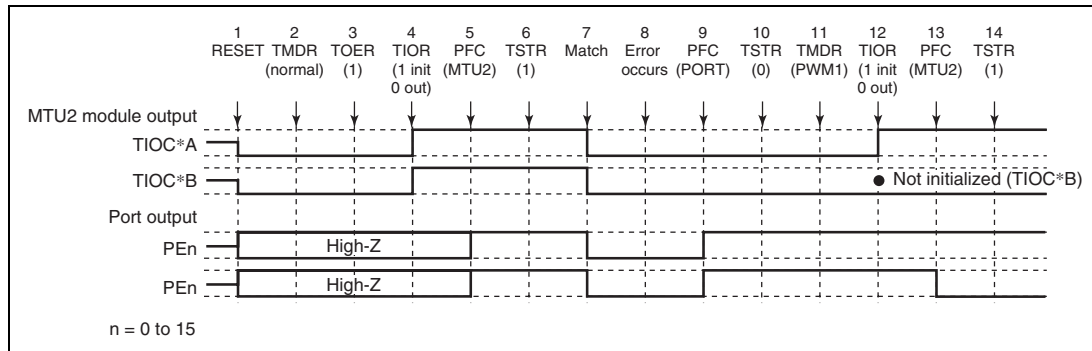 1 2 3 4 5 6 7 8 9 10 11 12 13 14
RESET TMDR TOER TIOR PFC TSTR Match Error PFC TSTR TMDR TIOR PFC TSTR
(normal) (1) (1 init (MTU2) (1) occurs (PORT) (0) (PWM1) (1 init (MTU2) (1)
0 out) 0 out)
MTU2 module output
TIOC*A
TIOC*B
● Not initialized (TIOC*B)
Port output
PEn High-Z
PEn High-Z
n = 0 to 15